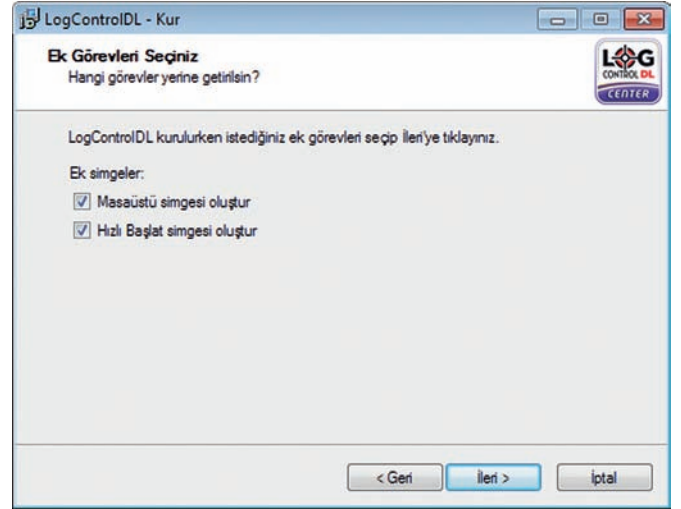 LogControlDL - Kur
Ek Görevleri Seçiniz
Hangi görevler yerine getirilsin?
LOG
CONTROL DL
CENTER
LogControlDL kurulurken istediğiniz ek görevleri seçip İleri'ye tıklayınız.
Ek simgeler:
Masaüstü simgesi oluştur
Hızlı Başlat simgesi oluştur
< Geri
İleri >
İptal